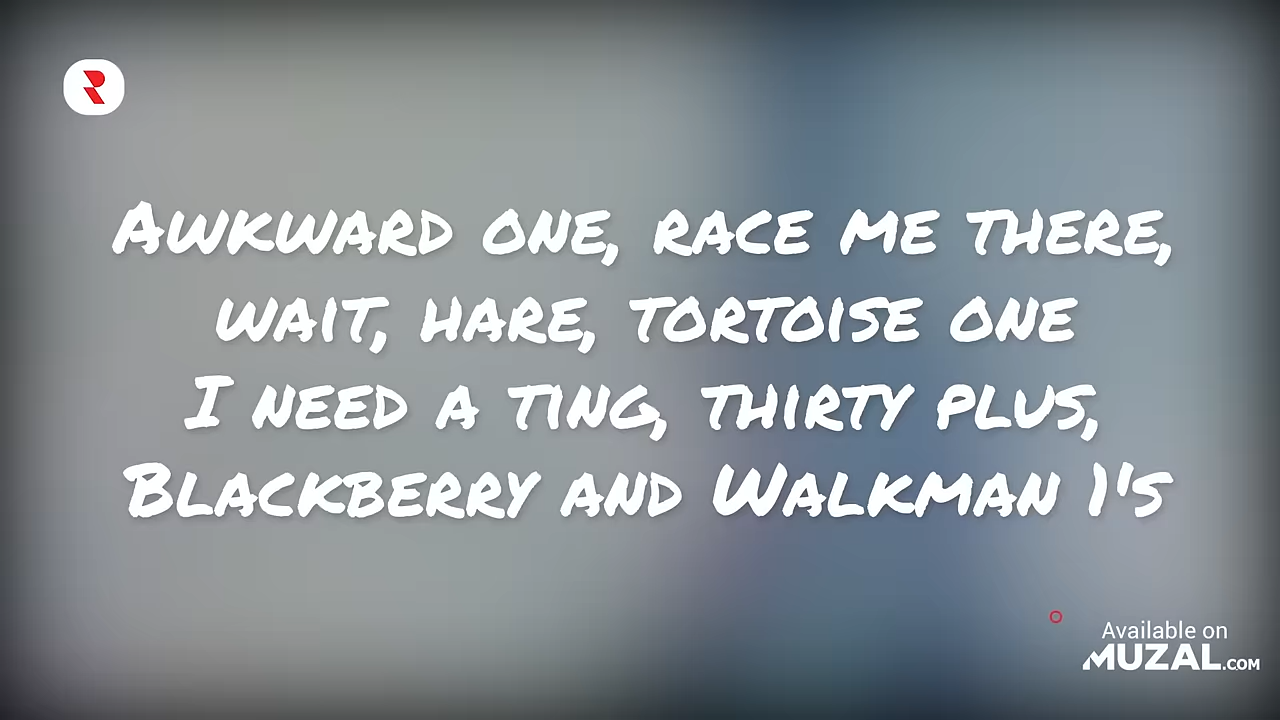 Awkward one, race me there,
wait, hare, tortoise one
I need a ting, thirty plus,
Blackberry and Walkman 1's
Available on
MUZAL.COM